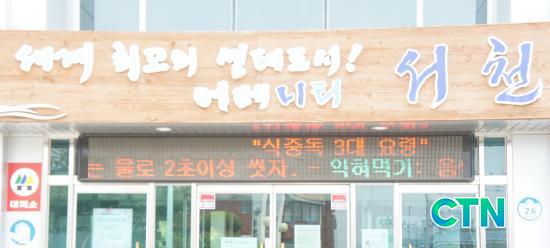 세계 최고의 생태도시!
어메니티 서천
"식중독 3대 요령"
는 물로 2초이상 씻자, - 익혀먹기
대피소
CTN
26